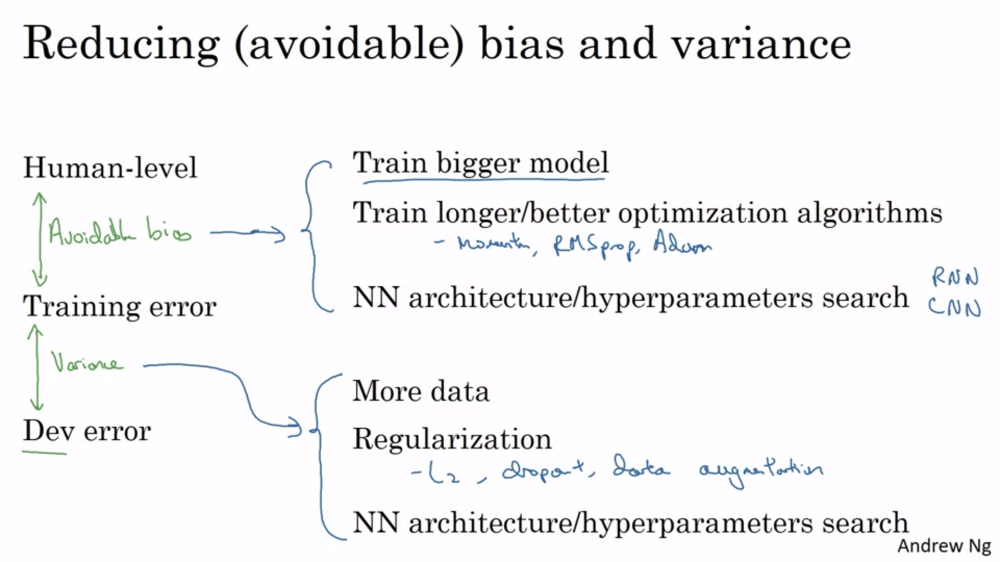 Reducing (avoidable) bias and variance
Human-level
Avoidable bias
Training error
Variance
Dev error
Train bigger model
Train longer/better optimization algorithms
- Momentum, RMSprop, Adam
NN architecture/hyperparameters search
RNN
CNN
More data
Regularization
- L2, dropout, data augmentation
NN architecture/hyperparameters search
Andrew Ng